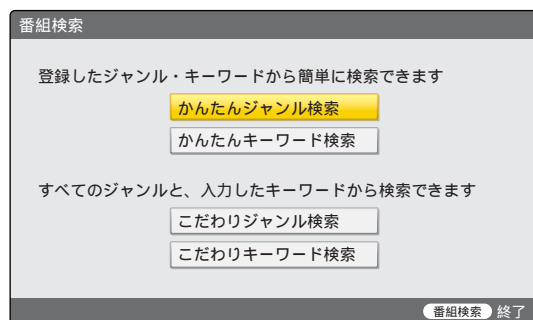 番組検索
登録したジャンル・キーワードから簡単に検索できます
かんたんジャンル検索
かんたんキーワード検索
すべてのジャンルと、入力したキーワードから検索できます
こだわりジャンル検索
こだわりキーワード検索
番組検索 終了